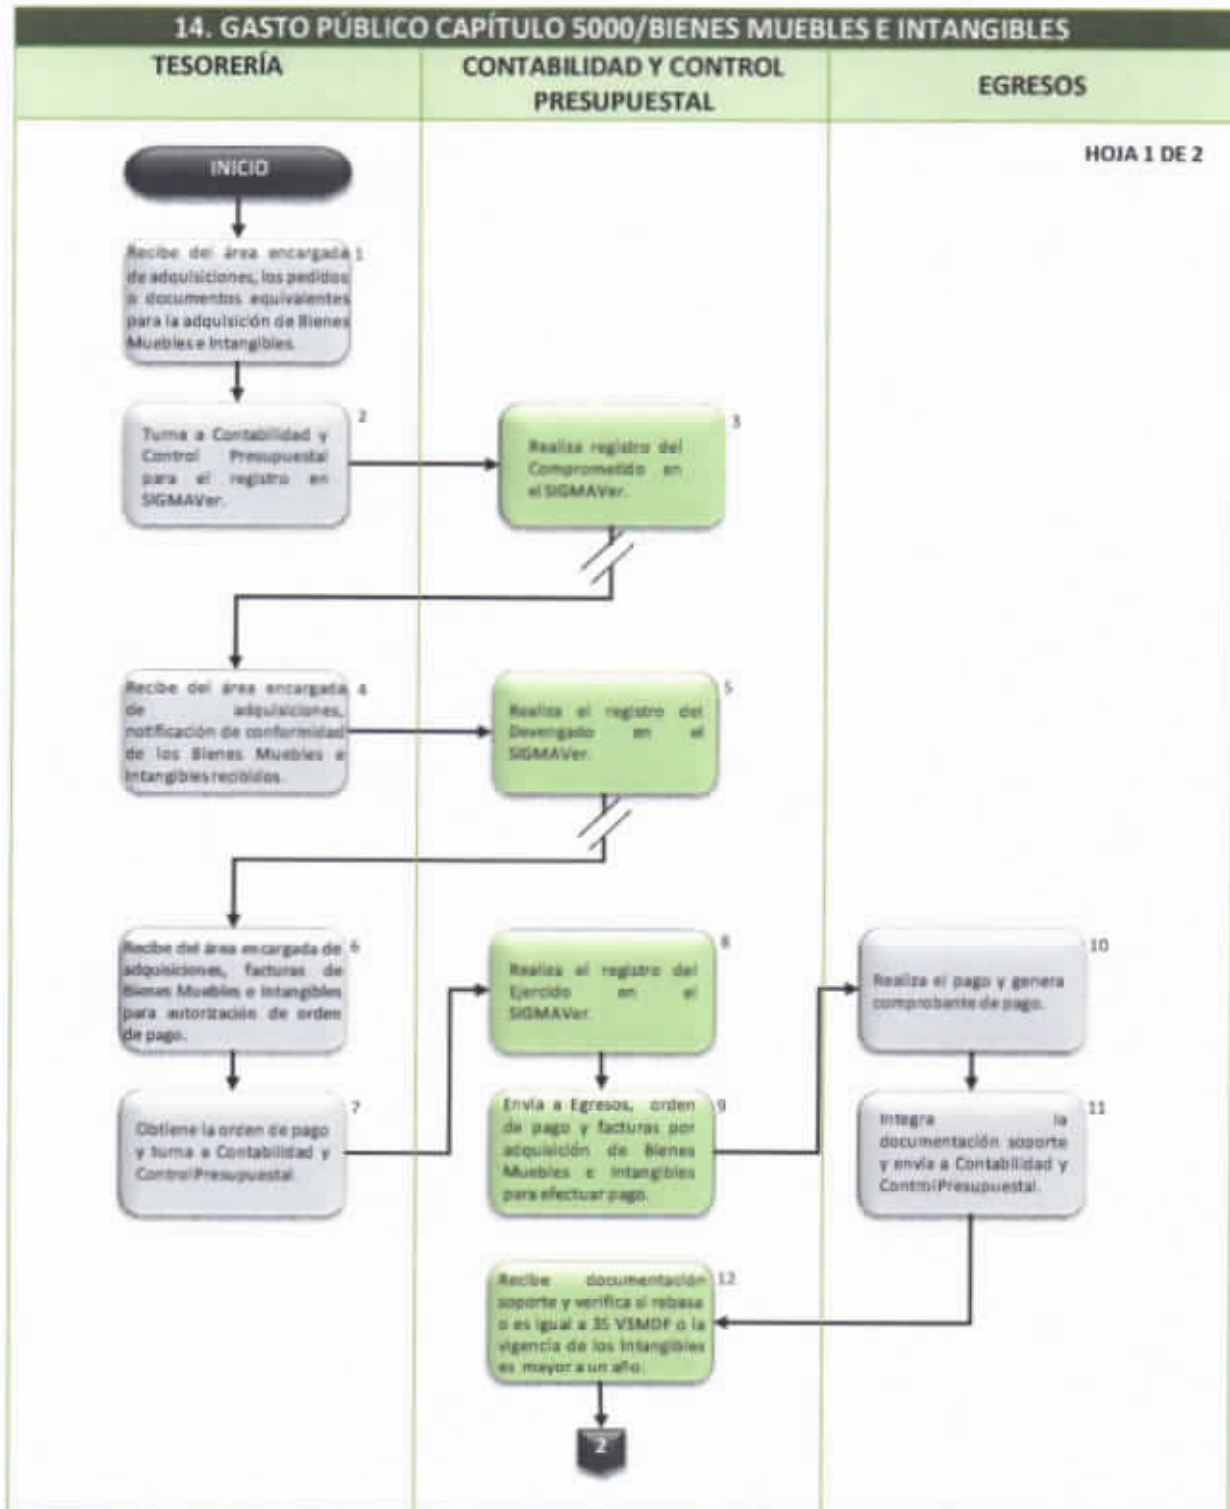 14. GASTO PÚBLICO CAPÍTULO 5000/BIENES MUEBLES E INTANGIBLES
TESORERÍA
CONTABILIDAD Y CONTROL
PRESUPUESTAL
EGRESOS
HOJA 1 DE 2
INICIO
Recibe del área encargada
de adquisiciones, los pedidos
o documentos equivalentes
para la adquisición de Bienes
Muebles e Intangibles.
1
Turna a Contabilidad y
Control Presupuestal
para el registro en
SIGMAVer.
2
Realiza registro del
Comprometido en
el SIGMAVer.
3
Recibe del área encargada
de adquisiciones,
notificación de conformidad
de los Bienes Muebles e
Intangibles recibidos.
4
Realiza el registro del
Devengado en el
SIGMAVer.
5
Recibe del área encargada de
adquisiciones, facturas de
Bienes Muebles e Intangibles
para autorización de orden
de pago.
6
Obtiene la orden de pago
y turna a Contabilidad y
Control Presupuestal.
7
Realiza el registro del
Ejercido en el
SIGMAVer.
8
Envía a Egresos, orden
de pago y facturas por
adquisición de Bienes
Muebles e Intangibles
para efectuar pago.
9
Realiza el pago y genera
comprobante de pago.
10
Integra la
documentación soporte
y envía a Contabilidad y
Control Presupuestal.
11
Recibe documentación
soporte y verifica si rebasa
o es igual a 35 VSMDF o la
vigencia de los Intangibles
es mayor a un año.
12
2